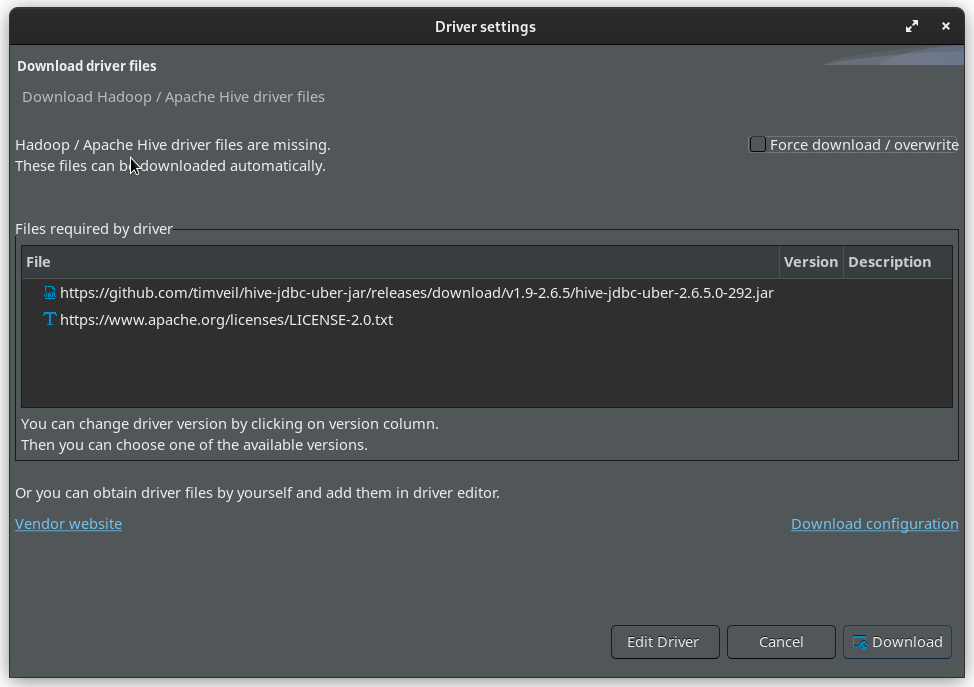 Driver settings
Download driver files
Download Hadoop / Apache Hive driver files
Hadoop / Apache Hive driver files are missing.
These files can be downloaded automatically.
Force download / overwrite
Files required by driver
File Version Description
https://github.com/timveil/hive-jdbc-uber-jar/releases/download/v1.9-2.6.5/hive-jdbc-uber-2.6.5.0-292.jar
https://www.apache.org/licenses/LICENSE-2.0.txt
You can change driver version by clicking on version column.
Then you can choose one of the available versions.
Or you can obtain driver files by yourself and add them in driver editor.
Vendor website Download configuration
Edit Driver Cancel Download